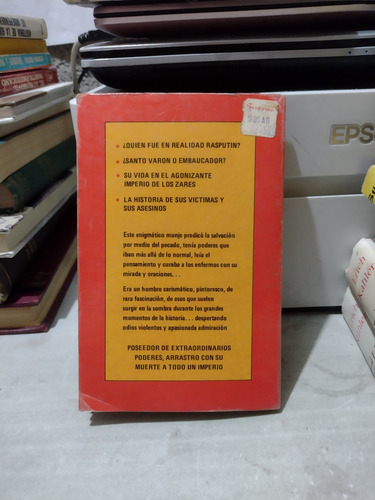 • ¿QUIEN FUE EN REALIDAD RASPUTIN?
• ¿SANTO VARON O EMBAUCADOR?
• SU VIDA EN EL AGONIZANTE
IMPERIO DE LOS ZARES
• LA HISTORIA DE SUS VICTIMAS Y
SUS ASESINOS
Este enigmático monje predicó la salvación
por medio del pecado, tenía poderes que
iban más allá de lo normal, leía el
pensamiento y curaba a los enfermos con su
mirada y oraciones...
Era un hombre carismático, pintoresco, de
rara fascinación, de esos que suelen
surgir en la sombra durante los grandes
momentos de la historia... despertando
odios violentos y apasionada admiración
POSEEDOR DE EXTRAORDINARIOS
PODERES, ARRASTRO CON SU
MUERTE A TODO UN IMPERIO
EPS